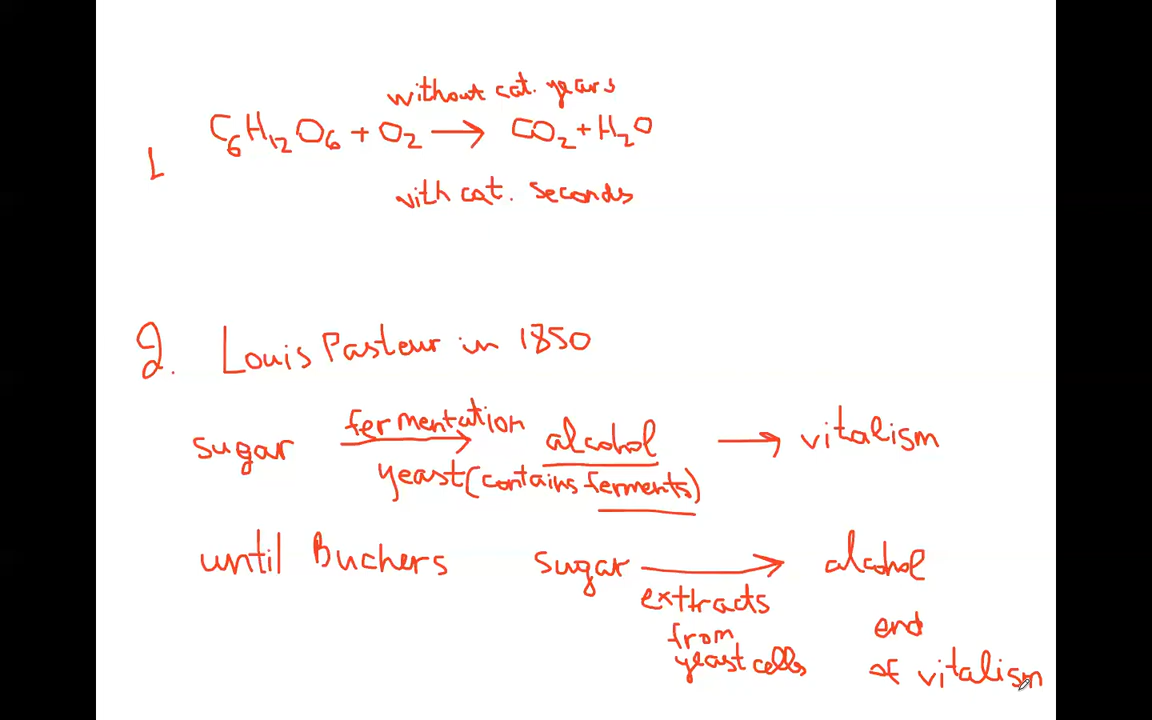 without cat. years
1 C6H12O6 + O2 → CO2 + H2O
with cat. seconds
2. Louis Pasteur in 1850
sugar fermentation → alcohol → vitalism
yeast (contains ferments)
until Buchers sugar → alcohol
exttracts
from end
yeast cells of vitalism